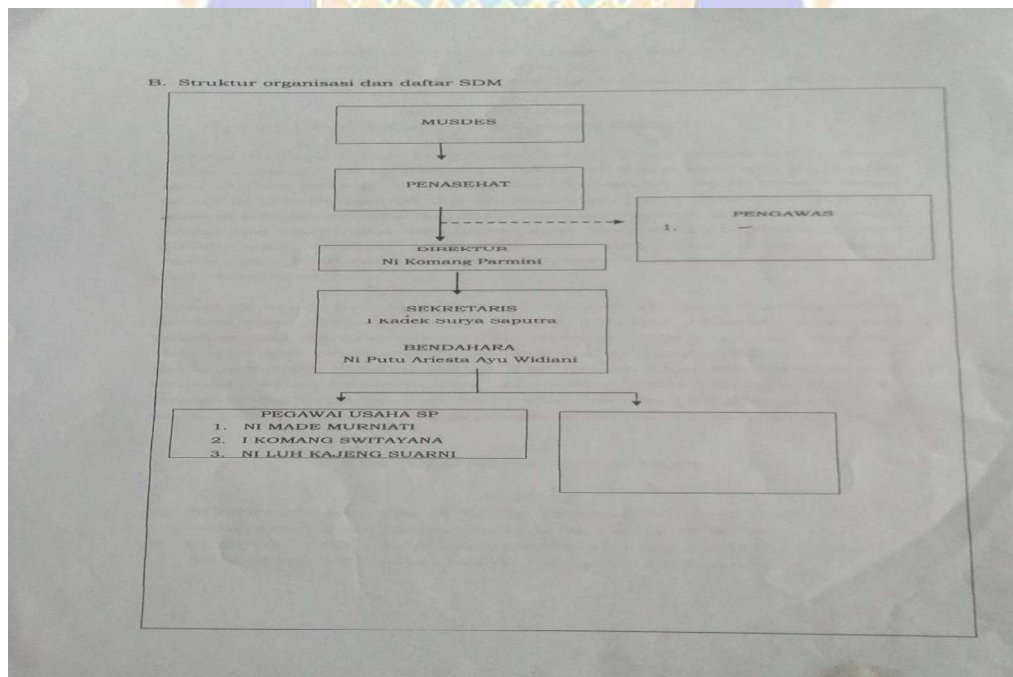 B. Struktur organisasi dan daftar SDM
MUSDES
PENASEHAT
PENGAWAS
1. —
DIREKTUR
Ni Komang Parmini
SEKRETARIS
I Kadek Surya Saputra
BENDAHARA
Ni Putu Ariesta Ayu Widiani
PEGAWAI USAHA SP
1. NI MADE MURNIATI
2. I KOMANG SWITAYANA
3. NI LUH KAJENG SUARNI